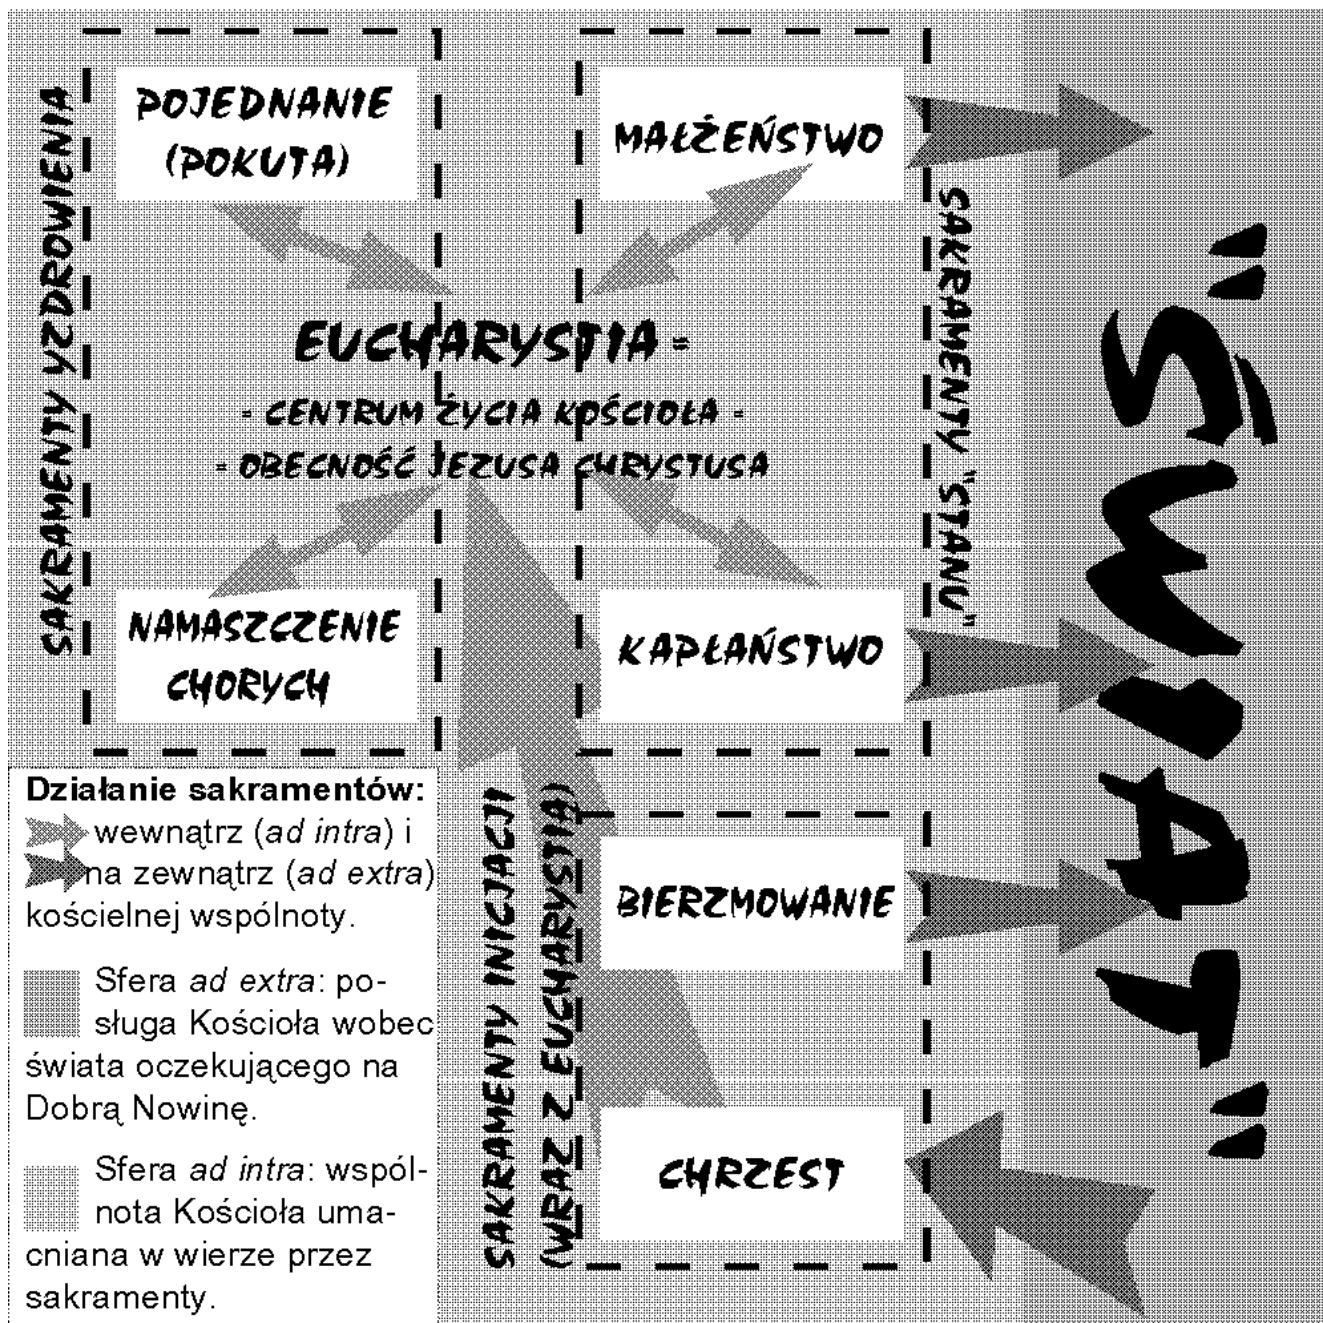 SAKRAMENTY UZDROWIENIA
POJEDNANIE
(POKUTA)
MAŁŻEŃSTWO
EUCHARYSTIA =
= CENTRUM ŻYCIA KOŚCIOŁA =
= OBECNOŚĆ JEZUSA CHRYSTUSA
NAMASZCZENIE
CHORYCH
KAPŁAŃSTWO
SAKRAMENTY "STANU"
"ŚWIAT"
SAKRAMENTY INICJACJI
(WRAZ Z EUCHARYSTIĄ)
BIERZMOWANIE
CHRZEST
Działanie sakramentów:
wewnątrz (ad intra) i
na zewnątrz (ad extra)
kościelnej wspólnoty.
Sfera ad extra: po-
sługa Kościoła wobec
świata oczekującego na
Dobrą Nowinę.
Sfera ad intra: wspól-
nota Kościoła uma-
cniana w wierze przez
sakramenty.